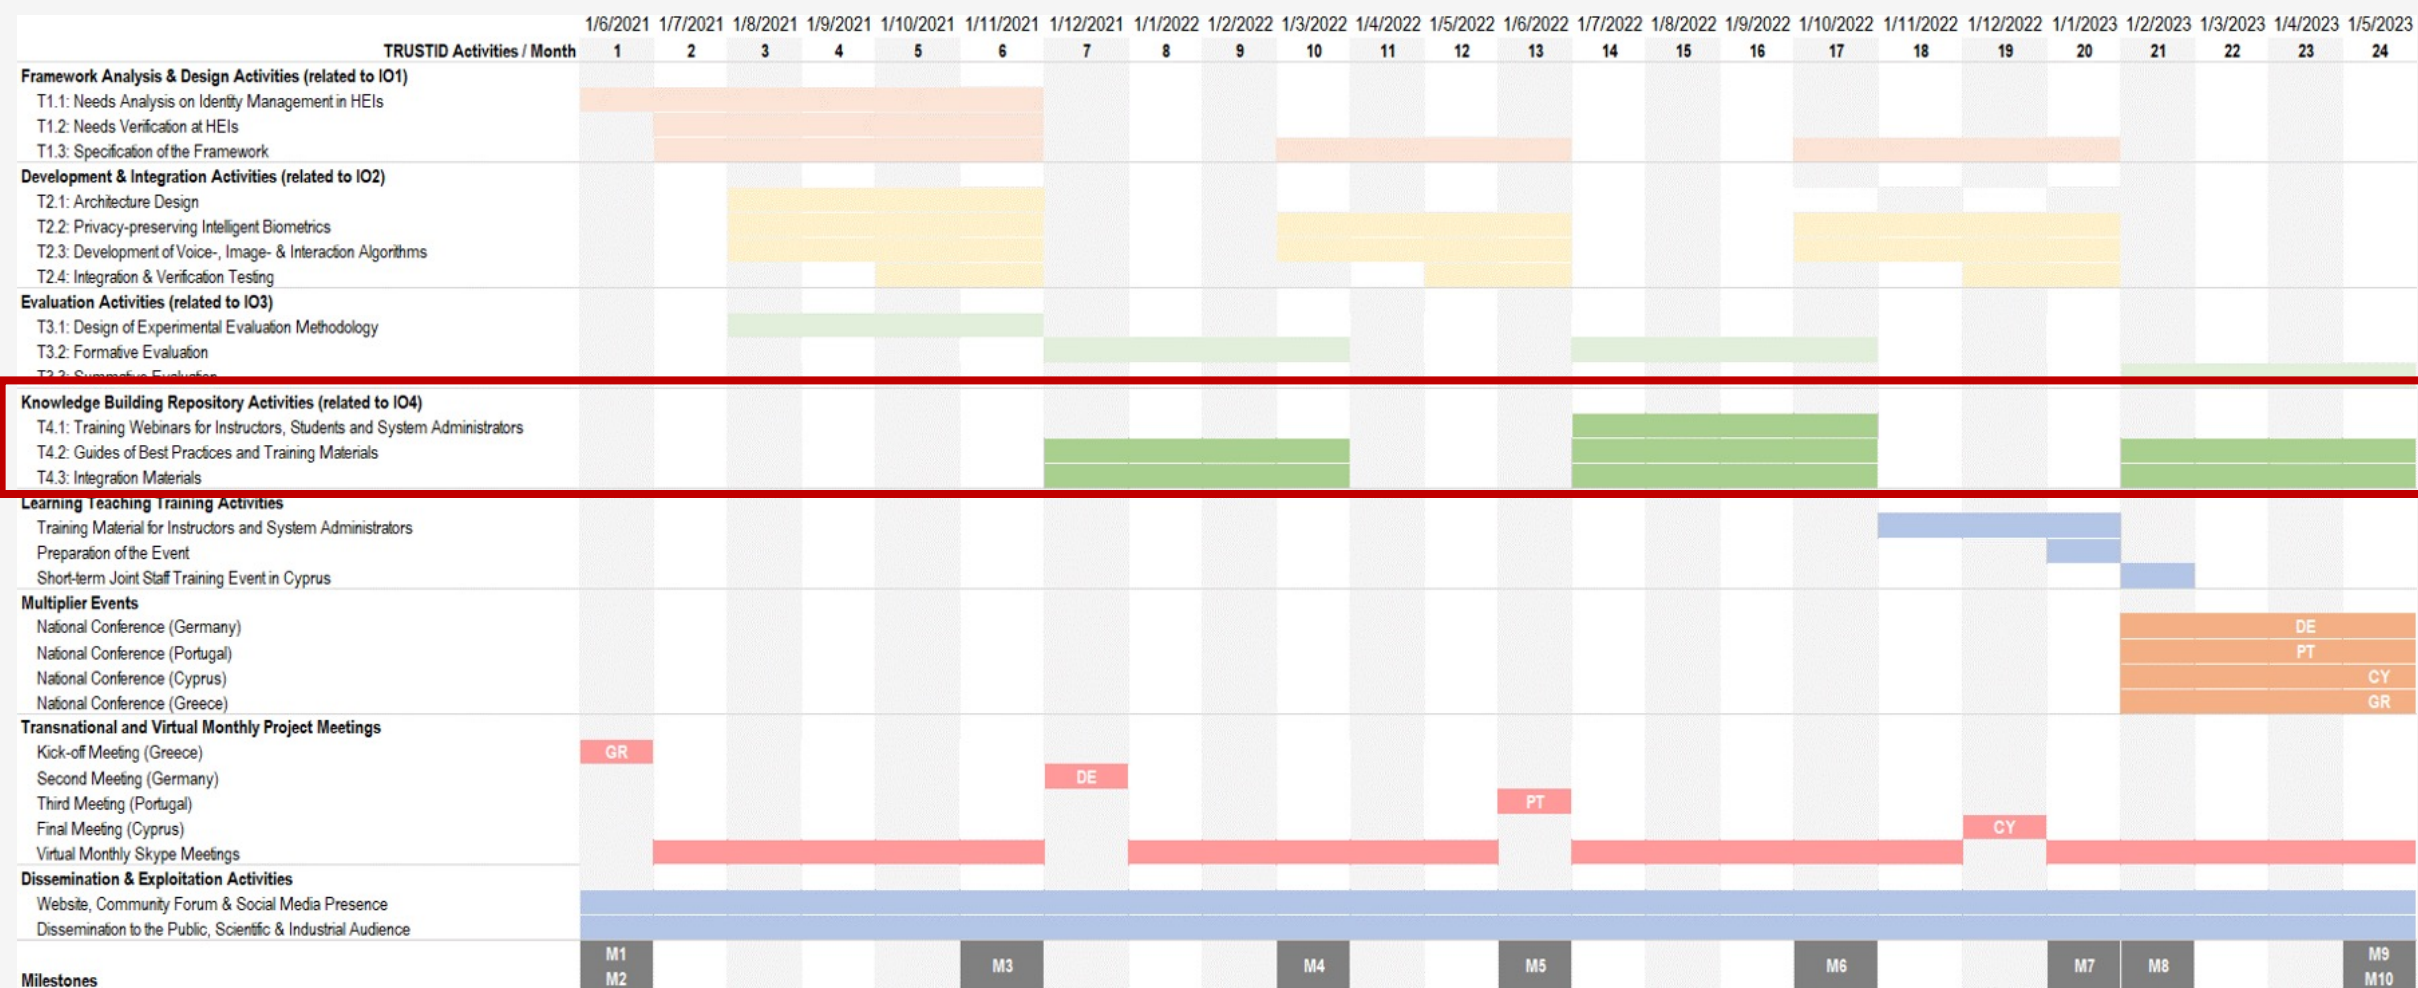 1/6/2021 1/7/2021 1/8/2021 1/9/2021 1/10/2021 1/11/2021 1/12/2021 1/1/2022 1/2/2022 1/3/2022 1/4/2022 1/5/2022 1/6/2022 1/7/2022 1/8/2022 1/9/2022 1/10/2022 1/11/2022 1/12/2022 1/1/2023 1/2/2023 1/3/2023 1/4/2023 1/5/2023
TRUSTID Activities / Month 1 2 3 4 5 6 7 8 9 10 11 12 13 14 15 16 17 18 19 20 21 22 23 24
Framework Analysis & Design Activities (related to IO1)
T1.1: Needs Analysis on Identity Management in HEIs
T1.2: Needs Verification at HEIs
T1.3: Specification of the Framework
Development & Integration Activities (related to IO2)
T2.1: Architecture Design
T2.2: Privacy-preserving Intelligent Biometrics
T2.3: Development of Voice-, Image- & Interaction Algorithms
T2.4: Integration & Verification Testing
Evaluation Activities (related to IO3)
T3.1: Design of Experimental Evaluation Methodology
T3.2: Formative Evaluation
T3.3: Summative Evaluation
Knowledge Building Repository Activities (related to IO4)
T4.1: Training Webinars for Instructors, Students and System Administrators
T4.2: Guides of Best Practices and Training Materials
T4.3: Integration Materials
Learning Teaching Training Activities
Training Material for Instructors and System Administrators
Preparation of the Event
Short-term Joint Staff Training Event in Cyprus
Multiplier Events
National Conference (Germany) DE
National Conference (Portugal) PT
National Conference (Cyprus) CY
National Conference (Greece) GR
Transnational and Virtual Monthly Project Meetings
Kick-off Meeting (Greece) GR
Second Meeting (Germany) DE
Third Meeting (Portugal) PT
Final Meeting (Cyprus) CY
Virtual Monthly Skype Meetings
Dissemination & Exploitation Activities
Website, Community Forum & Social Media Presence
Dissemination to the Public, Scientific & Industrial Audience
M1 M9
M3 M4 M5 M6 M7 M8
Milestones M2 M10